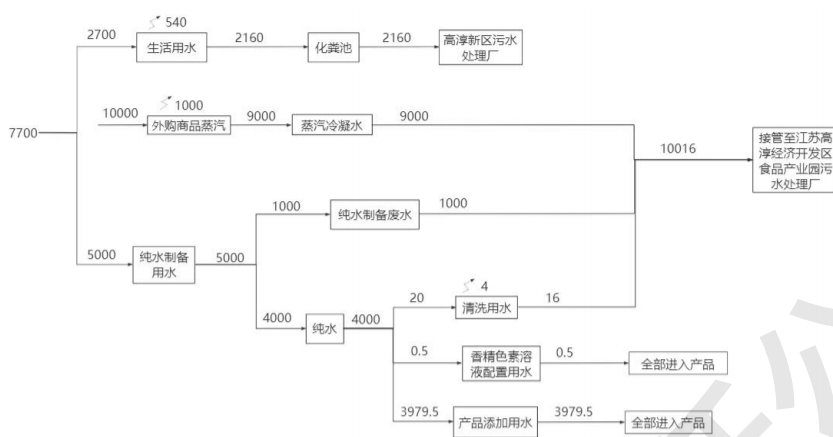 540
2700
生活用水
2160
化粪池
2160
高淳新区污水
处理厂
7700
10000
1000
外购商品蒸汽
9000
蒸汽冷凝水
9000
10016
接管至江苏高
淳经济开发区
食品产业园污
水处理厂
1000
纯水制备废水
1000
5000
纯水制备
用水
5000
4
20
清洗用水
16
4000
纯水
4000
0.5
香精色素溶
液配置用水
0.5
全部进入产品
3979.5
产品添加用水
3979.5
全部进入产品